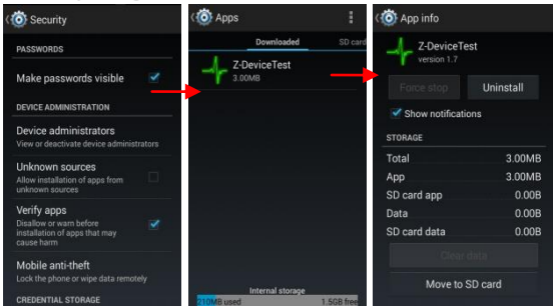 Security
PASSWORDS
Make passwords visible
DEVICE ADMINISTRATION
Device administrators
View or deactivate device administrators
Unknown sources
Allow installation of apps from
unknown sources
Verify apps
Disallow or warn before
installation of apps that may
cause harm
Mobile anti-theft
Lock the phone or wipe data remotely
CREDENTIAL STORAGE
Apps
Downloaded
SD card
Z-DeviceTest
3.00MB
Internal storage
210MB used
1.5GB free
App info
Z-DeviceTest
version 1.7
Force stop
Uninstall
Show notifications
STORAGE
Total 3.00MB
App 3.00MB
SD card app 0.00B
Data 0.00B
SD card data 0.00B
Clear data
Move to SD card